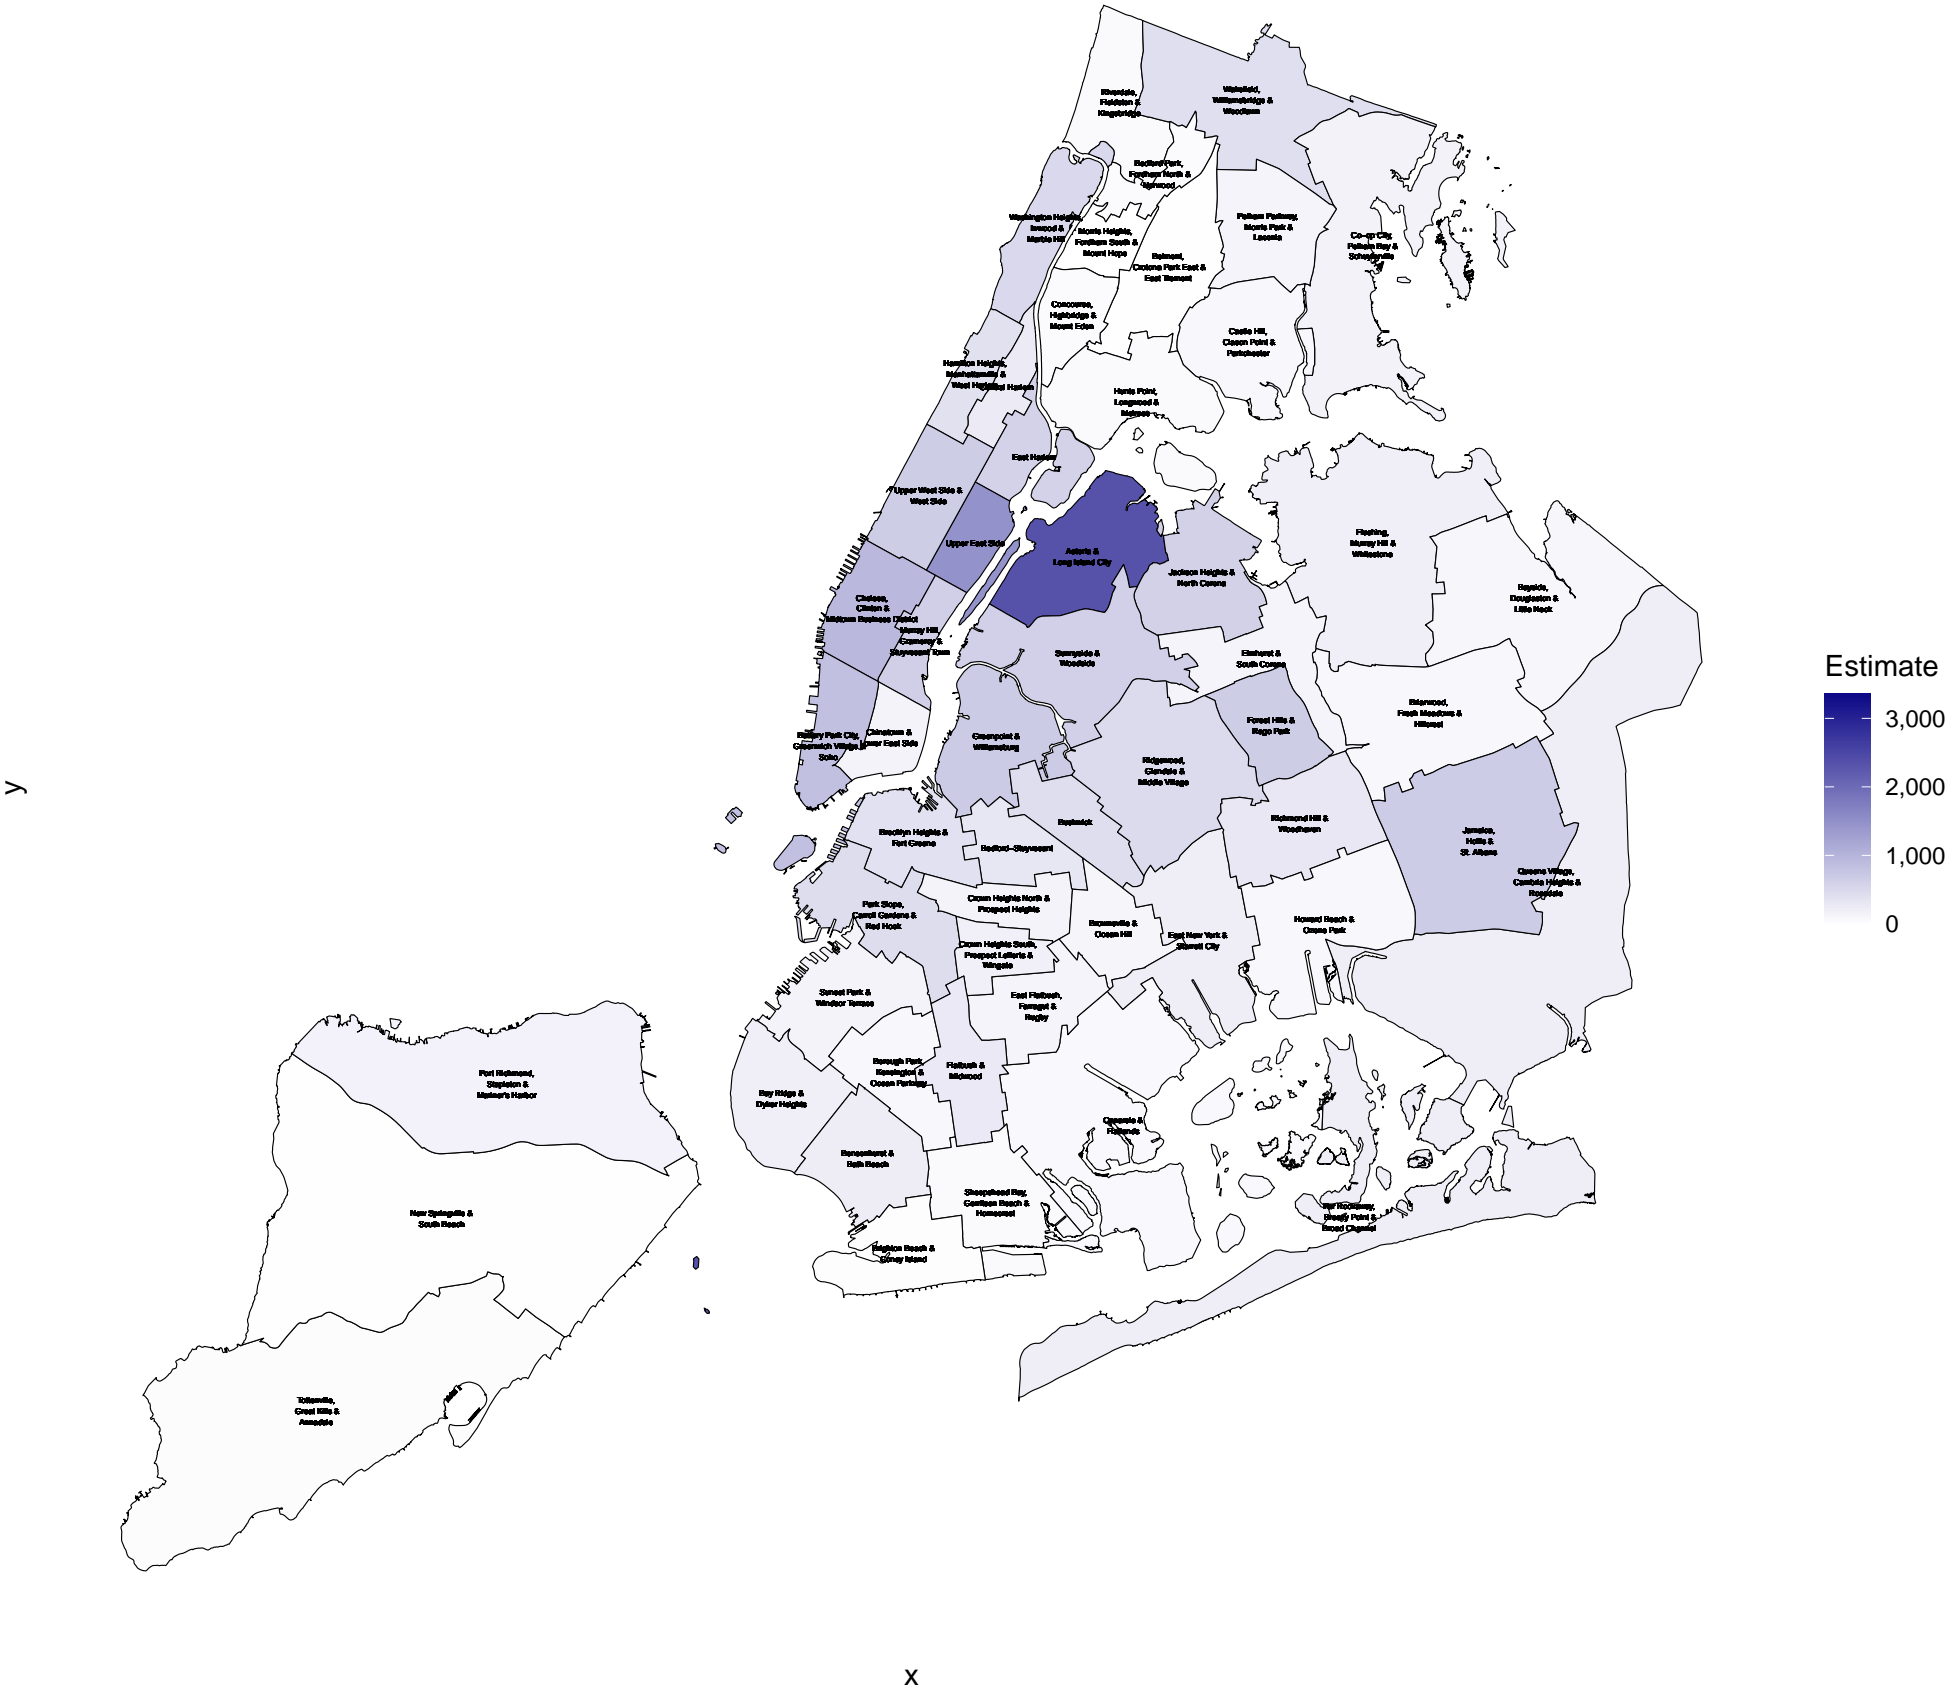 Riverdale,
Fieldston &
Kingsbridge
Wakefield,
Williamsbridge &
Woodlawn
Bedford Park,
Fordham North &
Norwood
Washington Heights,
Inwood &
Marble Hill
Morris Heights,
Fordham South &
Mount Hope
Pelham Parkway,
Morris Park &
Laconia
Co-op City,
Pelham Bay &
Schuylerville
Belmont,
Crotona Park East &
East Tremont
Concourse,
Highbridge &
Mount Eden
Castle Hill,
Clason Point &
Parkchester
Hamilton Heights,
Manhattanville &
West Harlem
Central Harlem
Hunts Point,
Longwood &
Melrose
East Harlem
Upper West Side &
West Side
Upper East Side
Astoria &
Long Island City
Jackson Heights &
North Corona
Flushing,
Murray Hill &
Whitestone
Bayside,
Douglaston &
Little Neck
Chelsea,
Clinton &
Midtown Business District
Murray Hill,
Gramercy &
Stuyvesant Town
Sunnyside &
Woodside
Elmhurst &
South Corona
Briarwood,
Fresh Meadows &
Hillcrest
Forest Hills &
Rego Park
Battery Park City,
Greenwich Village &
Soho
Chinatown &
Lower East Side
Greenpoint &
Williamsburg
Ridgewood,
Glendale &
Middle Village
Bushwick
Richmond Hill &
Woodhaven
Brooklyn Heights &
Fort Greene
Bedford-Stuyvesant
Jamaica,
Hollis &
St. Albans
Queens Village,
Cambria Heights &
Rosedale
Park Slope,
Carroll Gardens &
Red Hook
Crown Heights North &
Prospect Heights
Brownsville &
Ocean Hill
East New York &
Starrett City
Howard Beach &
Ozone Park
Crown Heights South,
Prospect Lefferts &
Wingate
Sunset Park &
Windsor Terrace
East Flatbush,
Farragut &
Rugby
Borough Park,
Kensington &
Ocean Parkway
Flatbush &
Midwood
Bay Ridge &
Dyker Heights
Canarsie &
Flatlands
Bensonhurst &
Bath Beach
Sheepshead Bay,
Gerritsen Beach &
Homecrest
Brighton Beach &
Coney Island
Far Rockaway,
Breezy Point &
Broad Channel
Port Richmond,
Stapleton &
Mariner's Harbor
New Springville &
South Beach
Tottenville,
Great Kills &
Annadale
Estimate
3,000
2,000
1,000
0
x
y